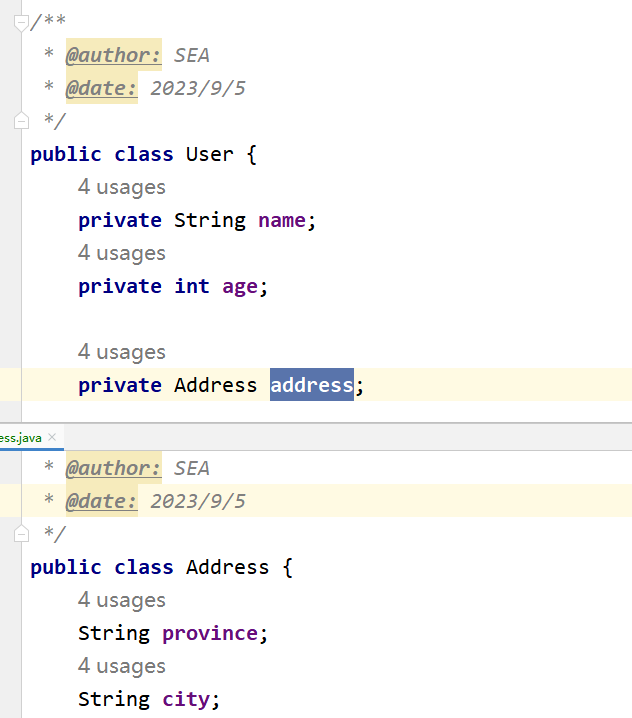 /**
* @author: SEA
* @date: 2023/9/5
*/
public class User {
4 usages
private String name;
4 usages
private int age;
4 usages
private Address address;
ess.java ×
* @author: SEA
* @date: 2023/9/5
*/
public class Address {
4 usages
String province;
4 usages
String city;